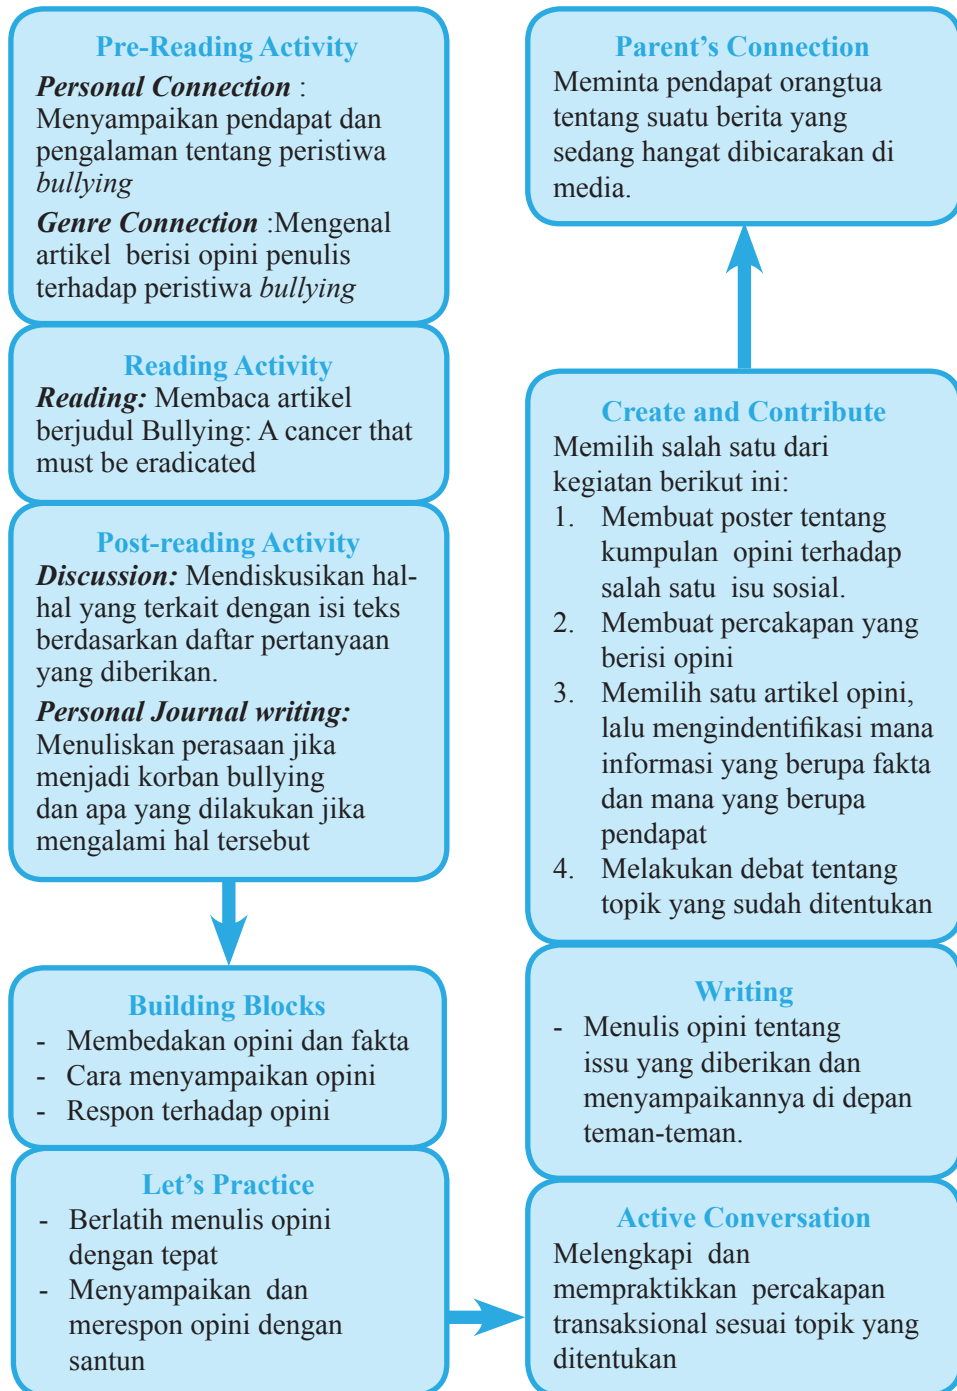 Pre-Reading Activity
Personal Connection :
Menyampaikan pendapat dan
pengalaman tentang peristiwa
bullying
Genre Connection :Mengenal
artikel berisi opini penulis
terhadap peristiwa bullying
Reading Activity
Reading: Membaca artikel
berjudul Bullying: A cancer that
must be eradicated
Post-reading Activity
Discussion: Mendiskusikan hal-
hal yang terkait dengan isi teks
berdasarkan daftar pertanyaan
yang diberikan.
Personal Journal writing:
Menuliskan perasaan jika
menjadi korban bullying
dan apa yang dilakukan jika
mengalami hal tersebut
Building Blocks
- Membedakan opini dan fakta
- Cara menyampaikan opini
- Respon terhadap opini
Let's Practice
- Berlatih menulis opini
dengan tepat
- Menyampaikan dan
merespon opini dengan
santun
Active Conversation
Melengkapi dan
mempraktikkan percakapan
transaksional sesuai topik yang
ditentukan
Writing
- Menulis opini tentang
issu yang diberikan dan
menyampaikannya di depan
teman-teman.
Create and Contribute
Memilih salah satu dari
kegiatan berikut ini:
1. Membuat poster tentang
kumpulan opini terhadap
salah satu isu sosial.
2. Membuat percakapan yang
berisi opini
3. Memilih satu artikel opini,
lalu mengindentifikasi mana
informasi yang berupa fakta
dan mana yang berupa
pendapat
4. Melakukan debat tentang
topik yang sudah ditentukan
Parent's Connection
Meminta pendapat orangtua
tentang suatu berita yang
sedang hangat dibicarakan di
media.